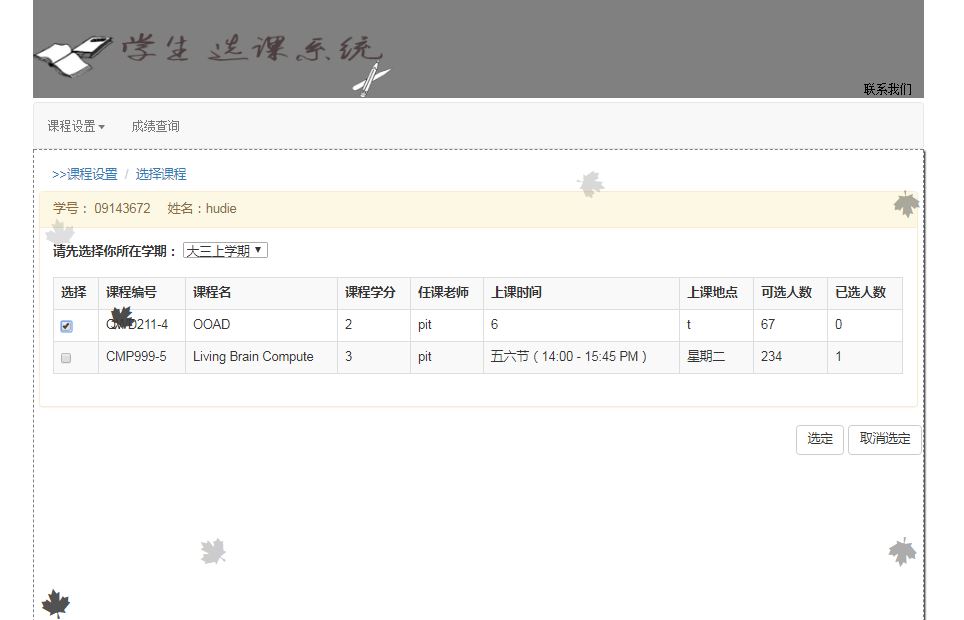 学生选课系统
联系我们
课程设置 成绩查询
>>课程设置 / 选择课程
学号： 09143672 姓名：hudie
请先选择你所在学期： 大三上学期
选择 课程编号 课程名 课程学分 任课老师 上课时间 上课地点 可选人数 已选人数
D211-4 OOAD 2 pit 6 t 67 0
CMP999-5 Living Brain Compute 3 pit 五六节（14:00 - 15:45 PM） 星期二 234 1
选定 取消选定